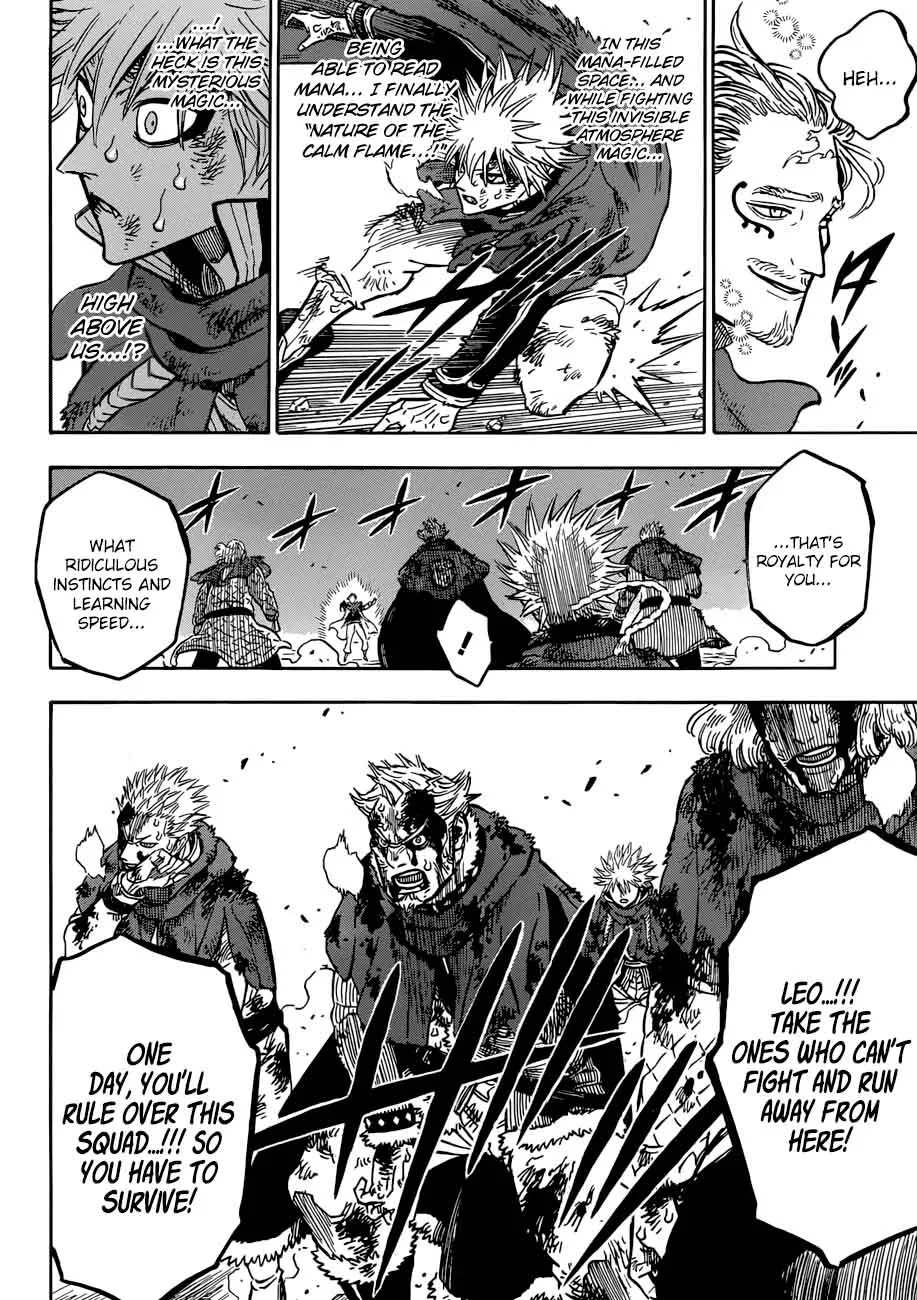 HEH...
IN THIS
MANA-FILLED
SPACE... AND
WHILE FIGHTING
THIS INVISIBLE
ATMOSPHERE
MAGIC...
BEING
ABLE TO READ
MANA... I FINALLY
UNDERSTAND THE
"NATURE OF THE
CALM FLAME...!"
...!
...WHAT THE
HECK IS THIS
MYSTERIOUS
MAGIC...
HIGH
ABOVE
US...!?
...THAT'S
ROYALTY FOR
YOU...
!
WHAT
RIDICULOUS
INSTINCTS AND
LEARNING
SPEED...
LEO...!!!
TAKE THE
ONES WHO CAN'T
FIGHT AND RUN
AWAY FROM
HERE!
ONE
DAY, YOU'LL
RULE OVER THIS
SQUAD...!!! SO
YOU HAVE TO
SURVIVE!